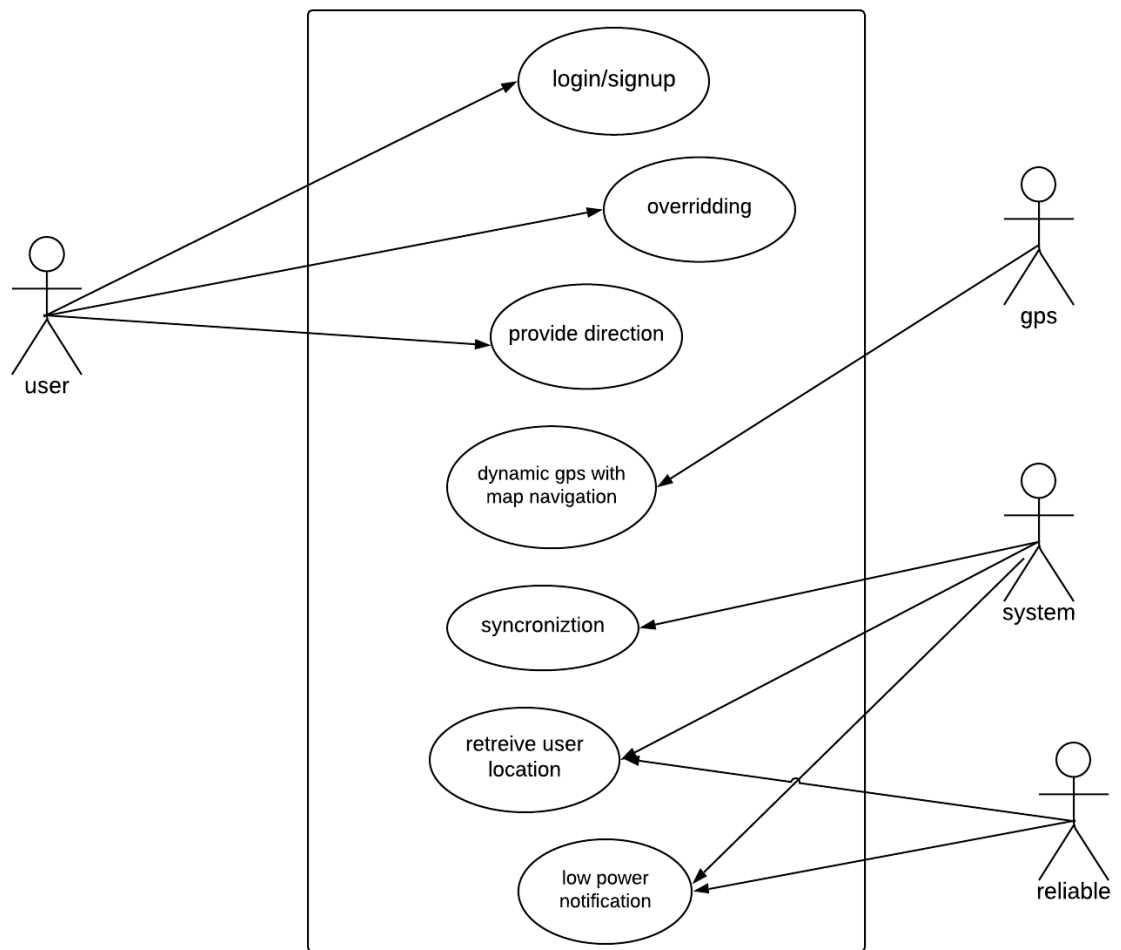 login/signup
overridding
gps
provide direction
user
dynamic gps with
map navigation
system
syncroniztion
retreive user
location
reliable
low power
notification